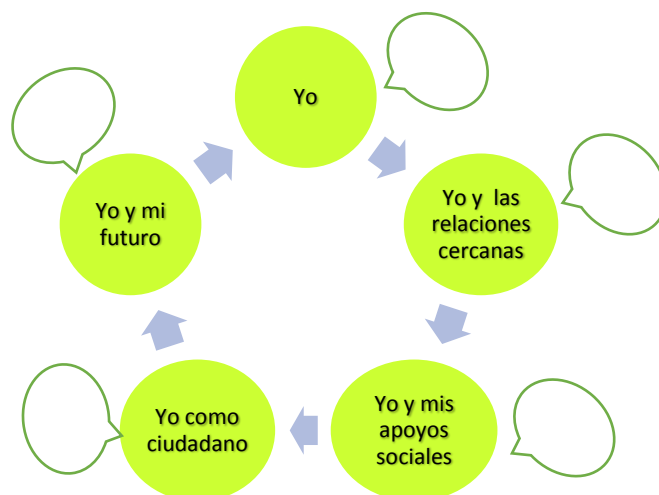 Yo
Yo y las
relaciones
cercanas
Yo y mis
apoyos
sociales
Yo como
ciudadano
Yo y mi
futuro